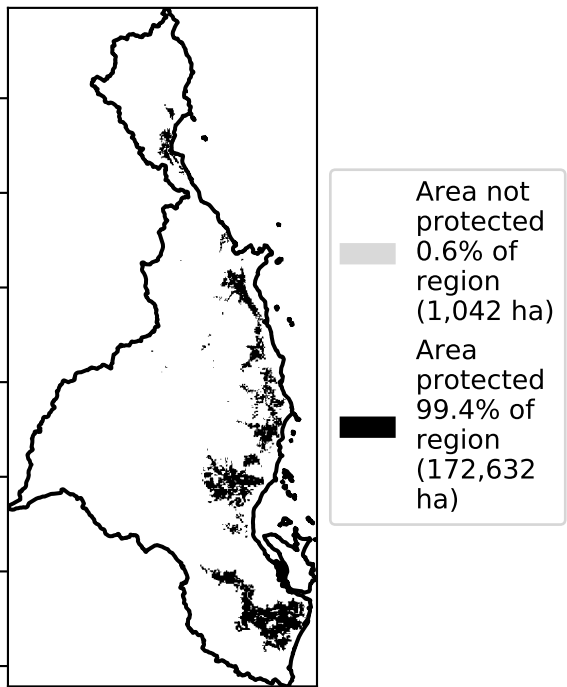 Area not
protected
0.6% of
region
(1,042 ha)
Area
protected
99.4% of
region
(172,632
ha)